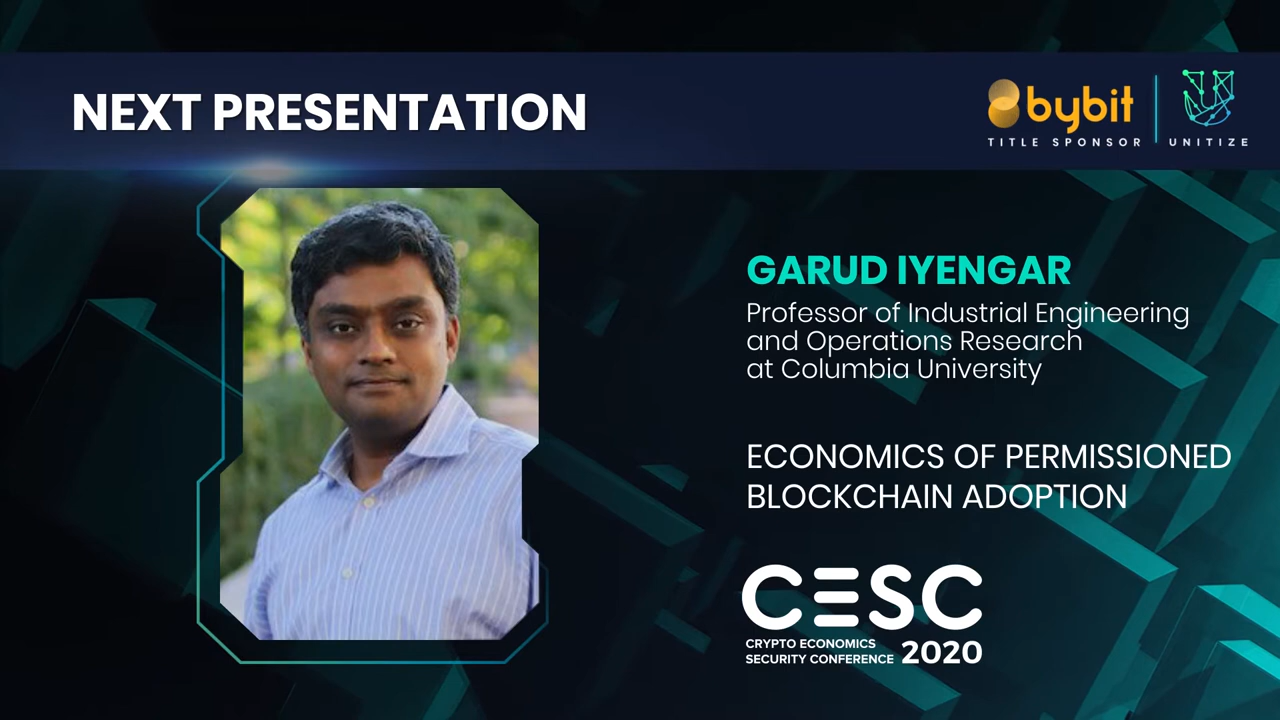 NEXT PRESENTATION
bybit
TITLE SPONSOR
UNITIZE
GARUD IYENGAR
Professor of Industrial Engineering
and Operations Research
at Columbia University
ECONOMICS OF PERMISSIONED
BLOCKCHAIN ADOPTION
CESC
CRYPTO ECONOMICS
SECURITY CONFERENCE 2020